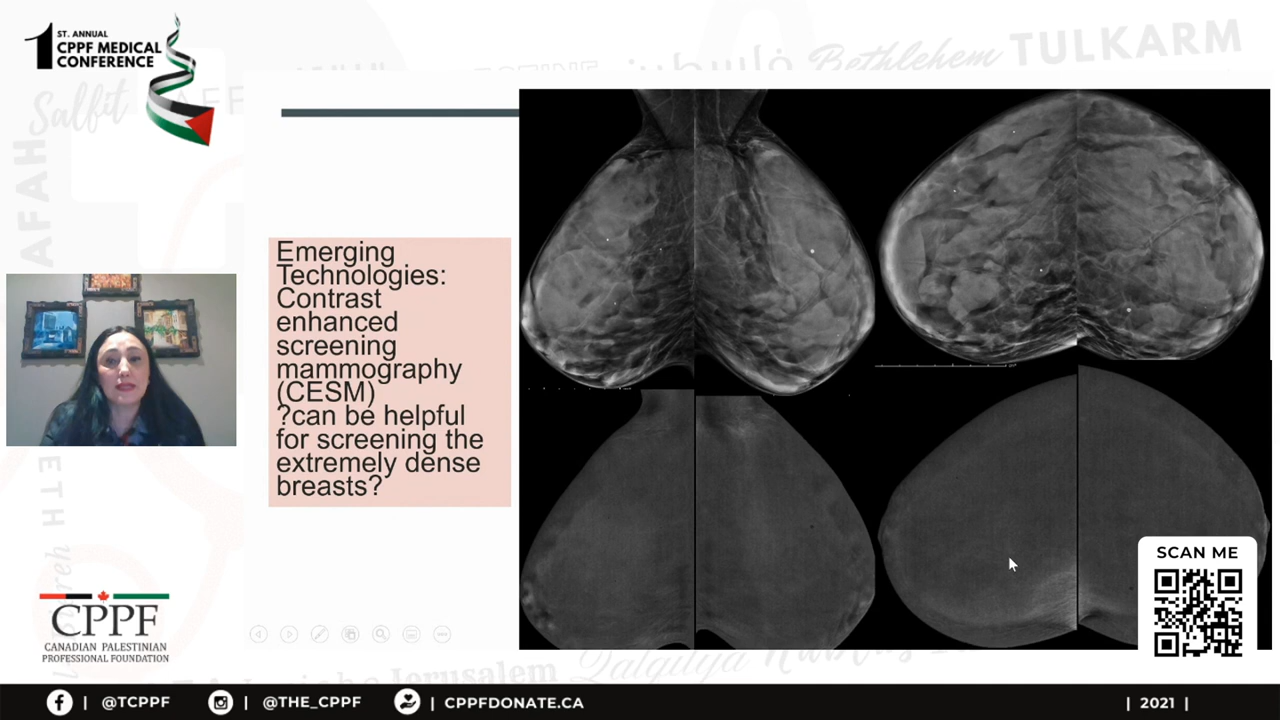 1 ST. ANNUAL
CPPF MEDICAL
CONFERENCE
Salfit
Bethlehem
TULKARM
فلسطين
Emerging
Technologies:
Contrast
enhanced
screening
mammography
(CESM)
?can be helpful
for screening the
extremely dense
breasts?
SCAN ME
CPPF
CANADIAN PALESTINIAN
PROFESSIONAL FOUNDATION
Jerusalem
Qalqilya
| @TCPPF
| @THE_CPPF
| CPPFDONATE.CA
| 2021 |